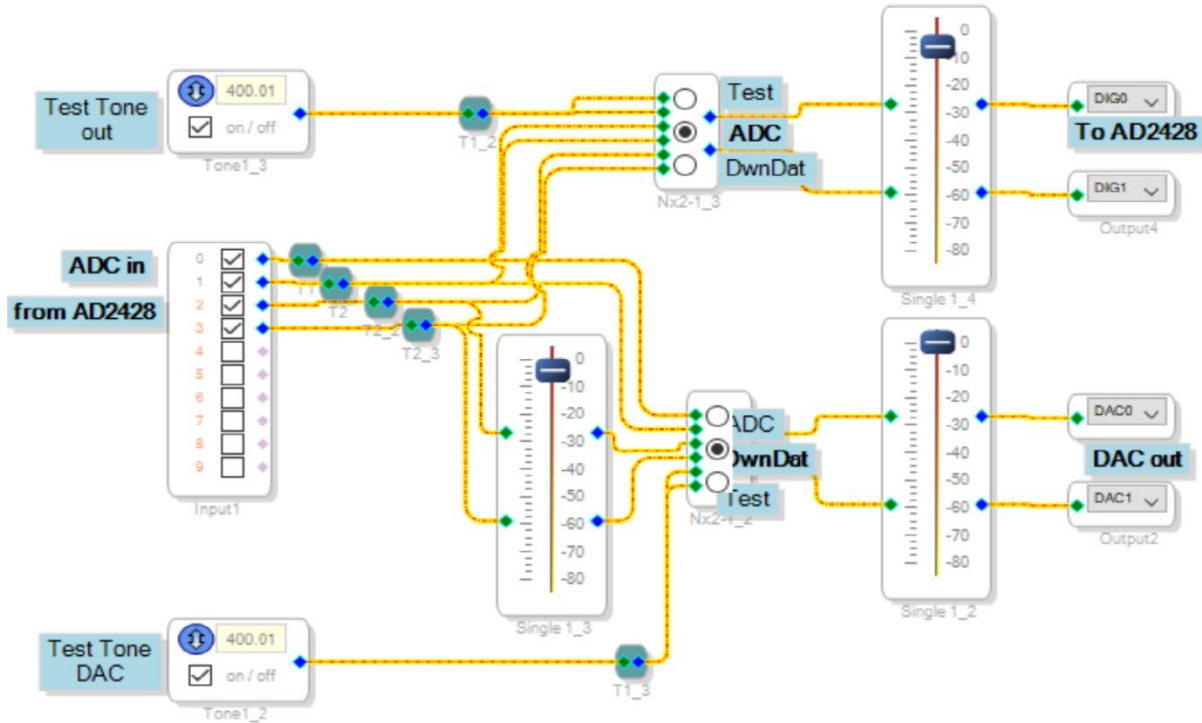 Test Tone
out
400.01
on / off
Tone1_3
T1_2
Test
ADC
DwnDat
Nx2-1_3
0
-10
-20
-30
-40
-50
-60
-70
-80
Single 1_4
DIG0
To AD2428
DIG1
Output4
ADC in
from AD2428
0
1
2
3
4
5
6
7
8
9
Input1
T1
T2
T2_2
T2_3
0
-10
-20
-30
-40
-50
-60
-70
-80
Single 1_3
ADC
DwnDat
Test
Nx2-1_2
0
-10
-20
-30
-40
-50
-60
-70
-80
Single 1_2
DAC0
DAC out
DAC1
Output2
Test Tone
DAC
400.01
on / off
Tone1_2
T1_3